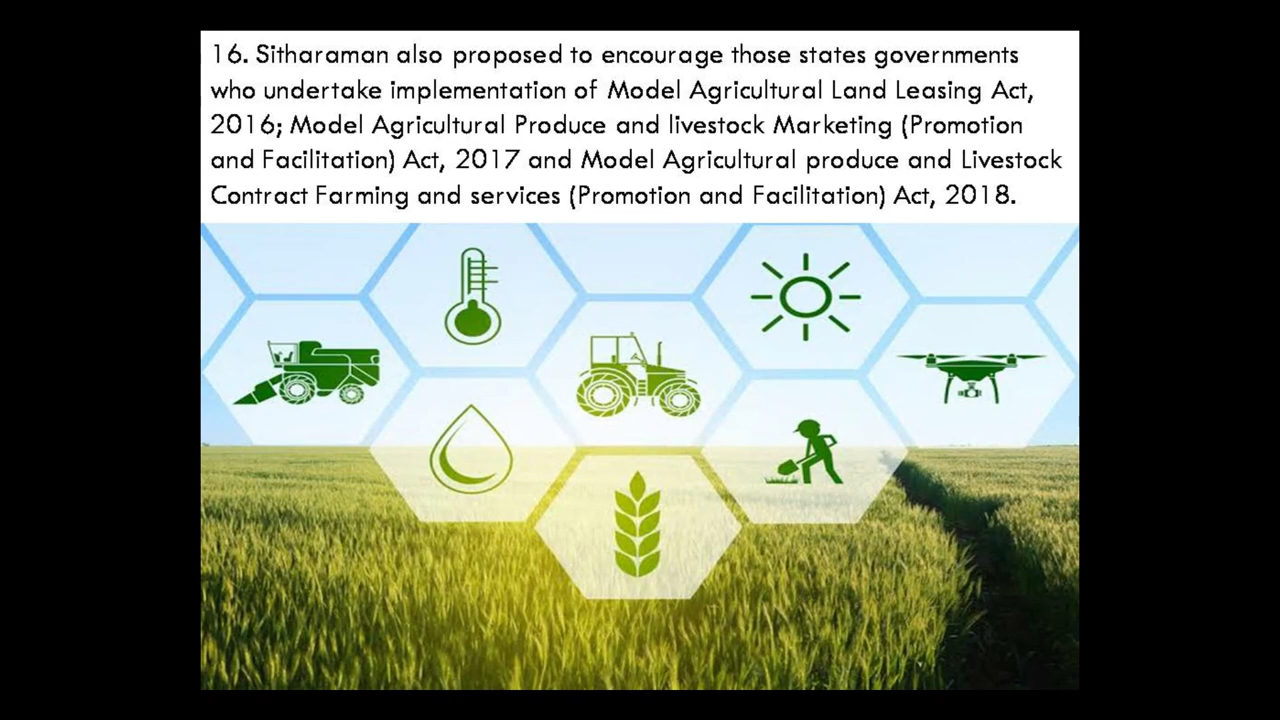 16. Sitharaman also proposed to encourage those states governments
who undertake implementation of Model Agricultural Land Leasing Act,
2016; Model Agricultural Produce and livestock Marketing (Promotion
and Facilitation) Act, 2017 and Model Agricultural produce and Livestock
Contract Farming and services (Promotion and Facilitation) Act, 2018.